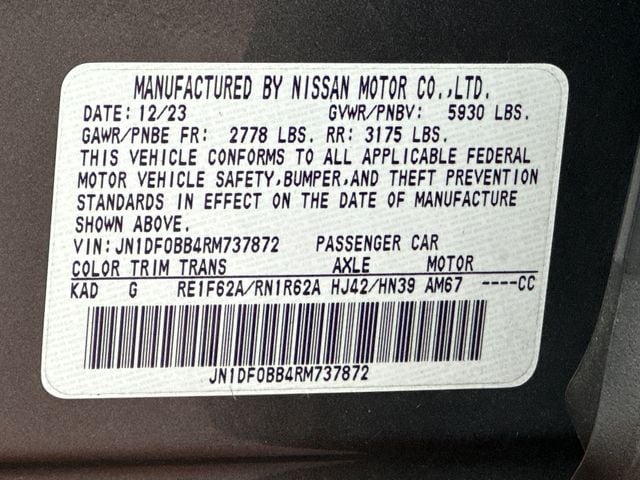 MANUFACTURED BY NISSAN MOTOR CO.,LTD.
DATE: 12/23 GVWR/PNBV: 5930 LBS.
GAWR/PNBE FR: 2778 LBS. RR: 3175 LBS.
THIS VEHICLE CONFORMS TO ALL APPLICABLE FEDERAL
MOTOR VEHICLE SAFETY,BUMPER,AND THEFT PREVENTION
STANDARDS IN EFFECT ON THE DATE OF MANUFACTURE
SHOWN ABOVE.
VIN:JN1DF0BB4RM737872 PASSENGER CAR
COLOR TRIM TRANS AXLE MOTOR
KAD G RE1F62A/RN1R62A HJ42/HN39 AM67 ----CC
JN1DF0BB4RM737872